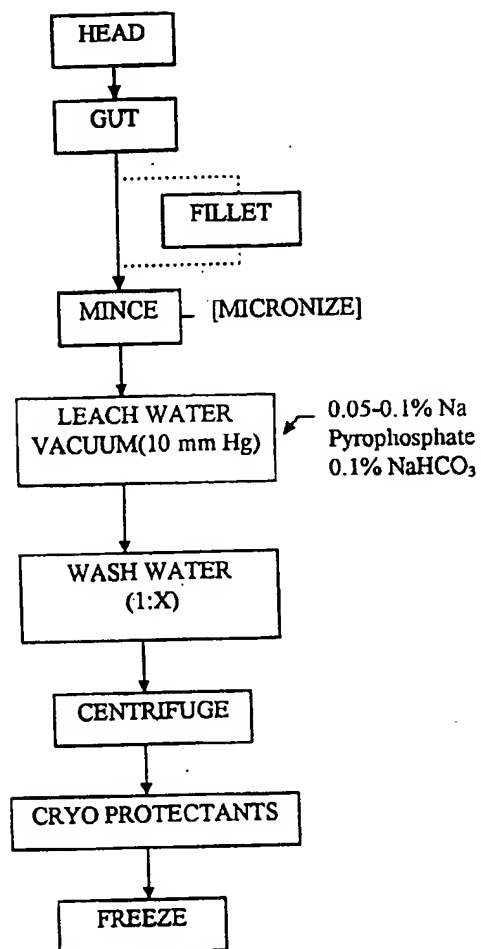 HEAD
GUT
FILLET
MINCE
[MICRONIZE]
LEACH WATER
VACUUM(10 mm Hg)
0.05-0.1% Na
Pyrophosphate
0.1% NaHCO₃
WASH WATER
(1:X)
CENTRIFUGE
CRYO PROTECTANTS
FREEZE